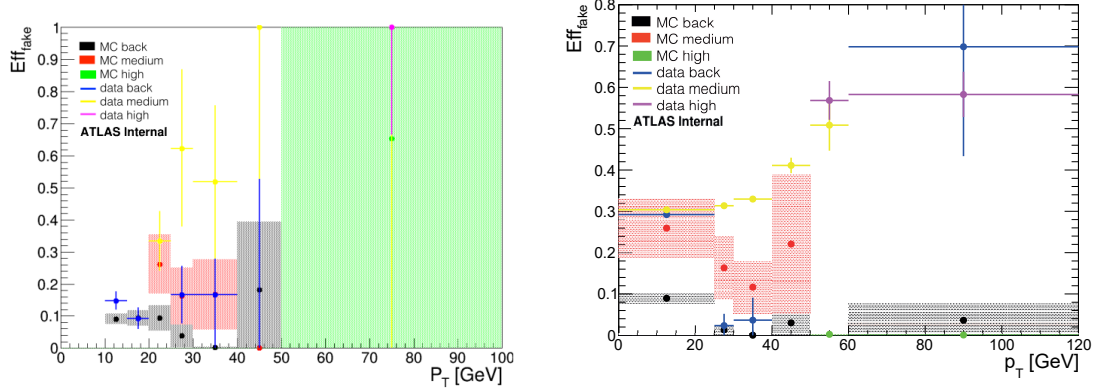 Eff_fake
1
0.9
0.8
0.7
0.6
0.5
0.4
0.3
0.2
0.1
0
MC back
MC medium
MC high
data back
data medium
data high
ATLAS Internal
0 10 20 30 40 50 60 70 80 90 100
P_T [GeV]
Eff_fake
0.8
0.7
0.6
0.5
0.4
0.3
0.2
0.1
0
MC back
MC medium
MC high
data back
data medium
data high
ATLAS Internal
0 20 40 60 80 100 120
p_T [GeV]